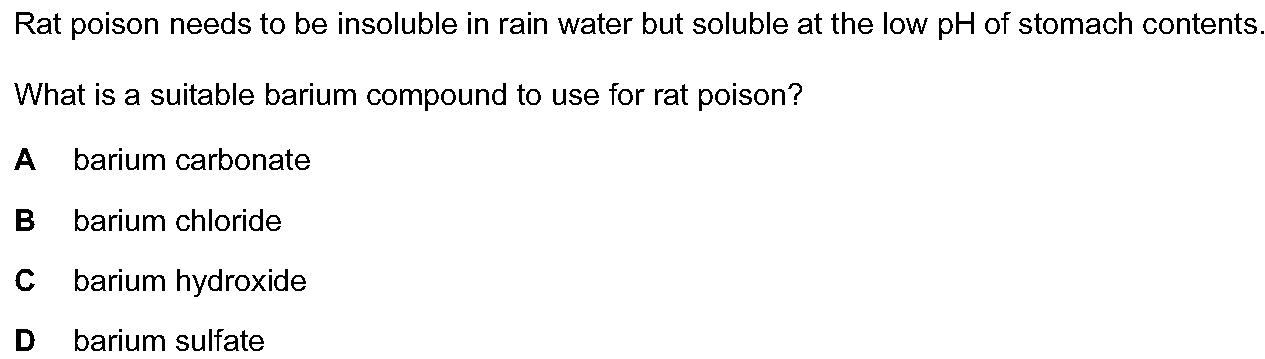 Rat poison needs to be insoluble in rain water but soluble at the low pH of stomach contents.
What is a suitable barium compound to use for rat poison?
A barium carbonate
B barium chloride
C barium hydroxide
D barium sulfate